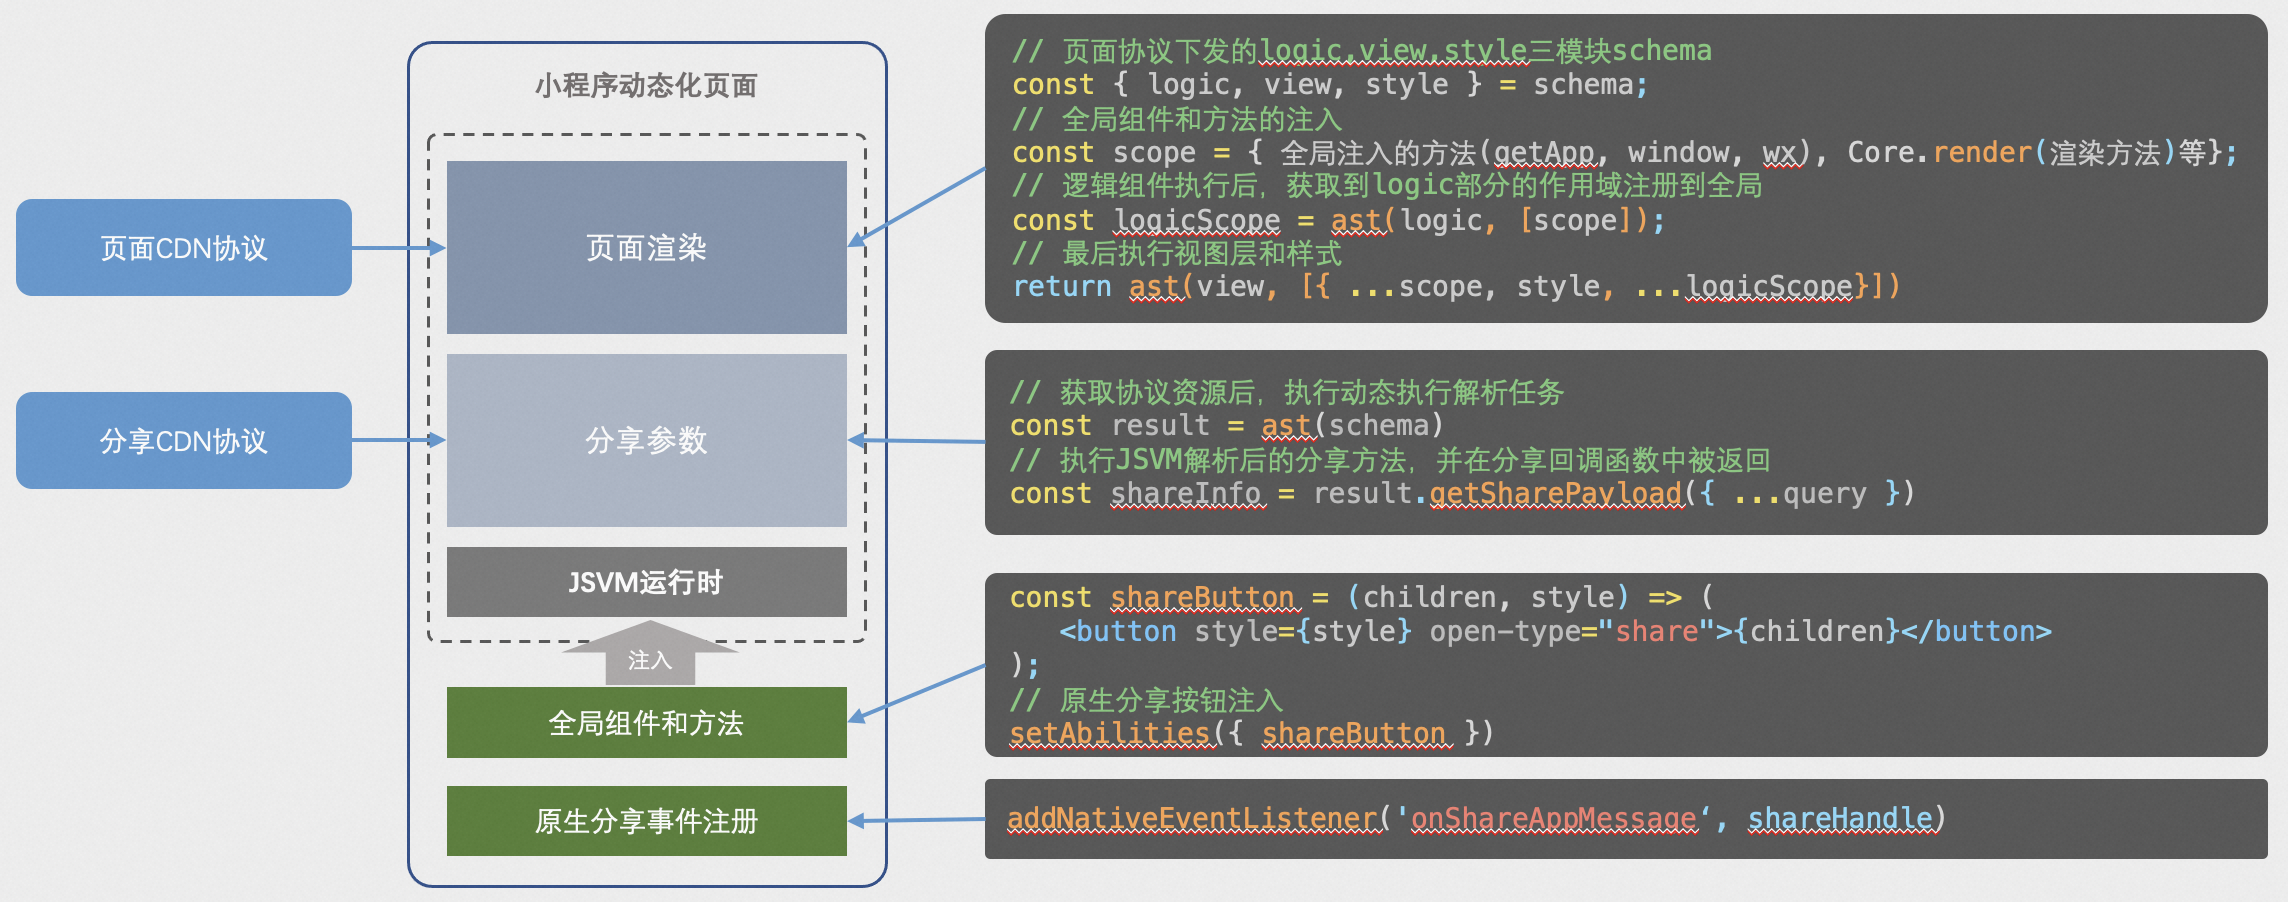 小程序动态化页面
页面CDN协议
页面渲染
分享CDN协议
分享参数
JSVM运行时
注入
全局组件和方法
原生分享事件注册
// 页面协议下发的logic,view,style三模块schema
const { logic, view, style } = schema;
// 全局组件和方法的注入
const scope = { 全局注入的方法(getApp, window, wx), Core.render(渲染方法)等};
// 逻辑组件执行后，获取到logic部分的作用域注册到全局
const logicScope = ast(logic, [scope]);
// 最后执行视图层和样式
return ast(view, [{ ...scope, style, ...logicScope}])
// 获取协议资源后，执行动态执行解析任务
const result = ast(schema)
// 执行JSVM解析后的分享方法，并在分享回调函数中被返回
const shareInfo = result.getSharePayload({ ...query })
const shareButton = (children, style) => (
<button style={style} open-type="share">{children}</button>
);
// 原生分享按钮注入
setAbilities({ shareButton })
addNativeEventListener('onShareAppMessage‘, shareHandle)